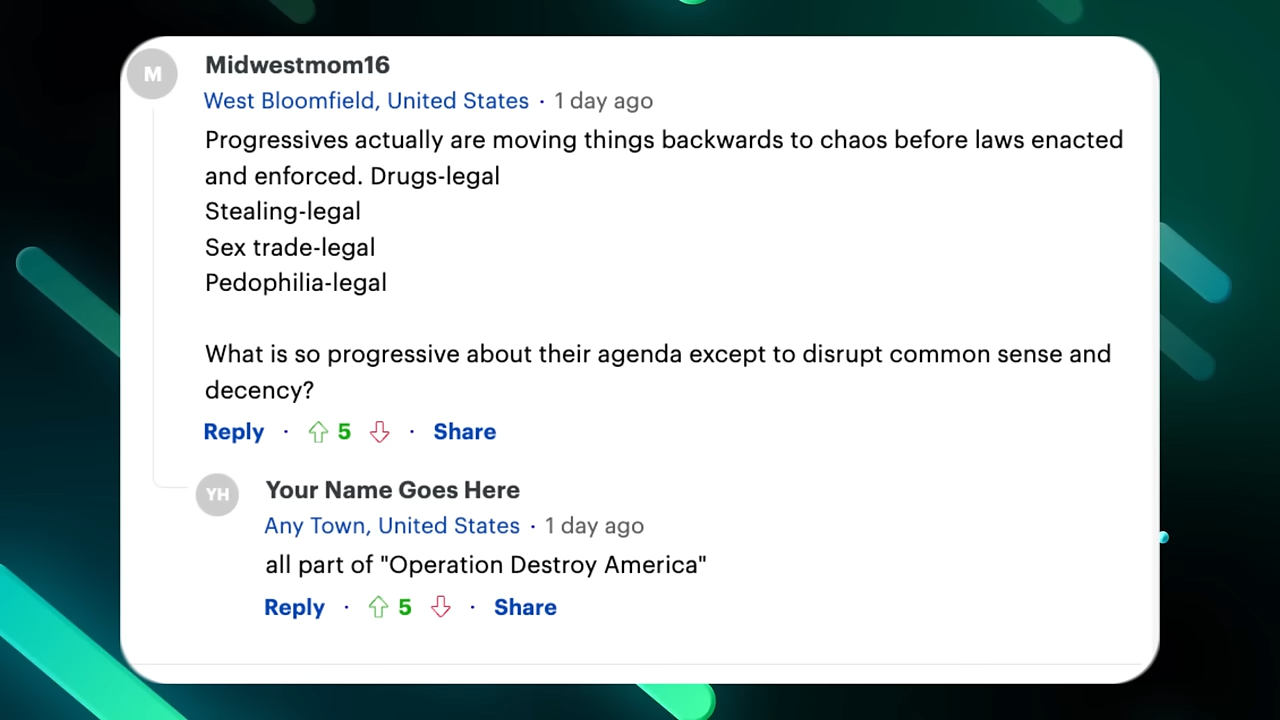 M
Midwestmom16
West Bloomfield, United States · 1 day ago
Progressives actually are moving things backwards to chaos before laws enacted
and enforced. Drugs-legal
Stealing-legal
Sex trade-legal
Pedophilia-legal
What is so progressive about their agenda except to disrupt common sense and
decency?
Reply · 5 · Share
YH
Your Name Goes Here
Any Town, United States · 1 day ago
all part of "Operation Destroy America"
Reply · 5 · Share